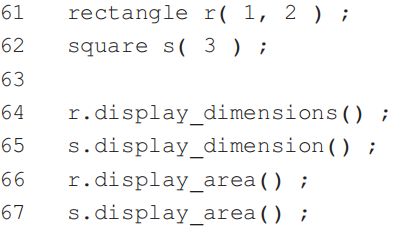 61 rectangle r( 1, 2 ) ;
62 square s( 3 ) ;
63
64 r.display_dimensions() ;
65 s.display_dimension() ;
66 r.display_area() ;
67 s.display_area() ;